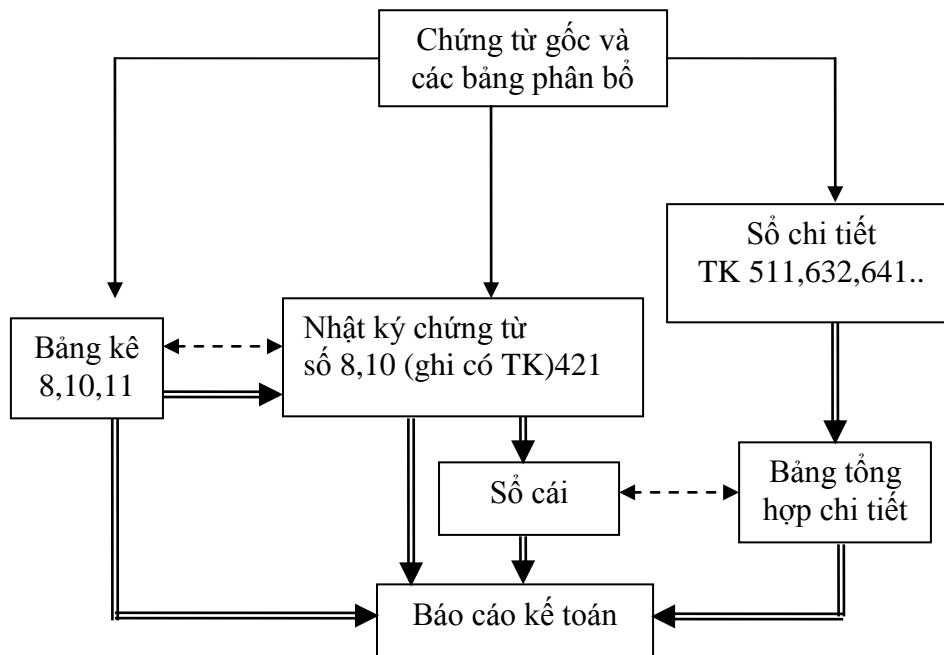 Chứng từ gốc và
các bảng phân bổ
Sổ chi tiết
TK 511,632,641..
Bảng kê
8,10,11
Nhật ký chứng từ
số 8,10 (ghi có TK)421
Sổ cái
Bảng tổng
hợp chi tiết
Báo cáo kế toán